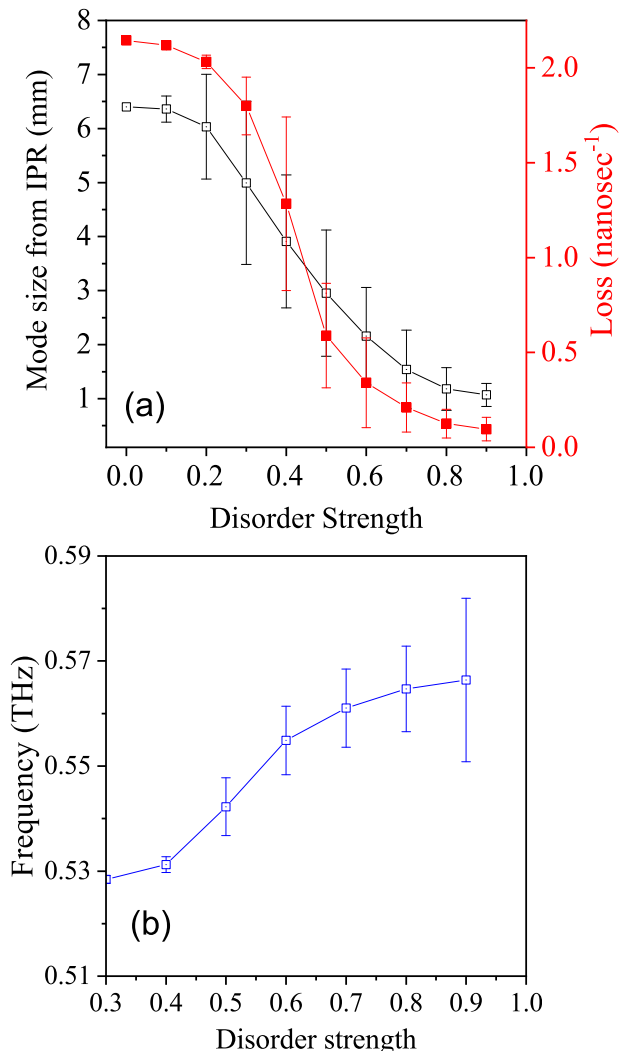 8
7
6
5
4
3
2
1
Mode size from IPR (mm)
2.0
1.5
1.0
0.5
0.0
Loss (nanosec⁻¹)
(a)
0.0 0.2 0.4 0.6 0.8 1.0
Disorder Strength
0.59
0.57
0.55
0.53
0.51
Frequency (THz)
(b)
0.3 0.4 0.5 0.6 0.7 0.8 0.9 1.0
Disorder strength